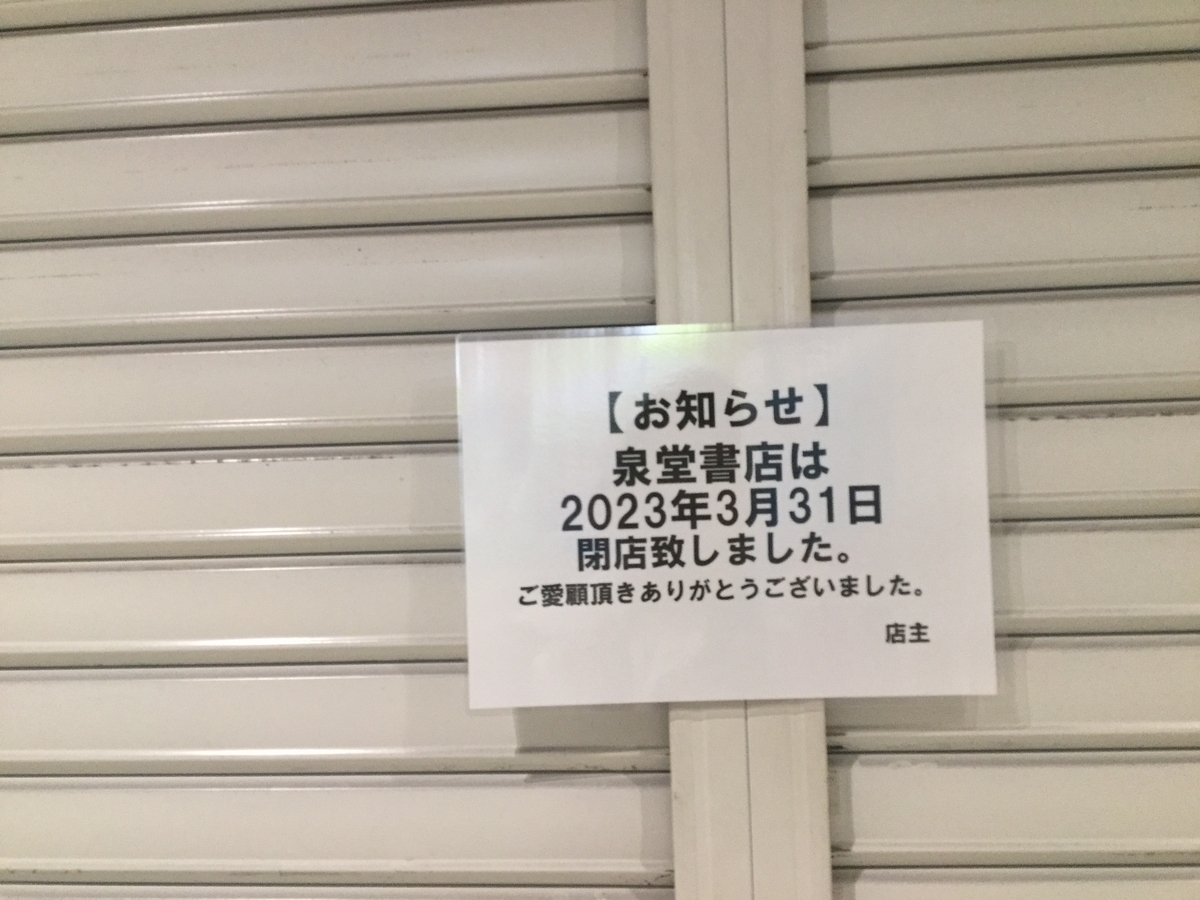 【お知らせ】
泉堂書店は
2023年3月31日
閉店致しました。
ご愛顧頂きありがとうございました。
店主